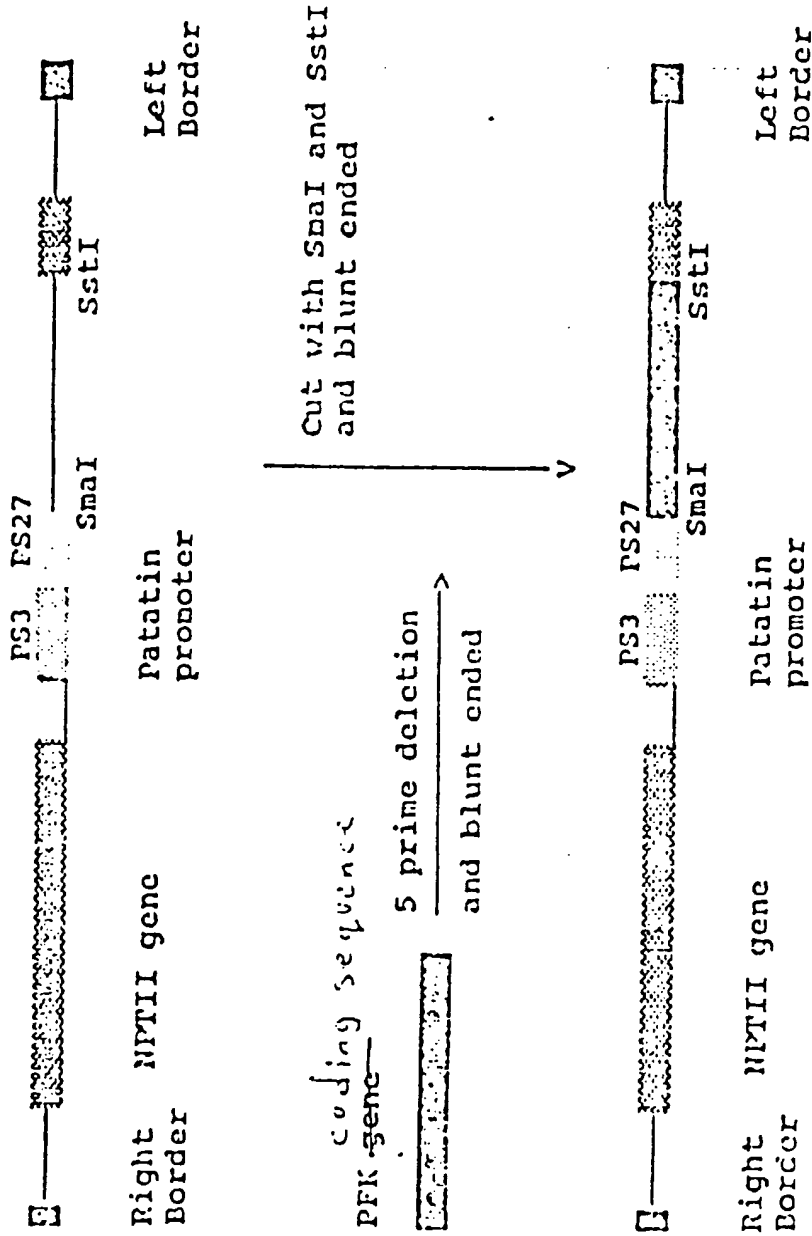 PS3 PS27
SmaI
SstI
Right
Border
NPTII gene
Patatin
promoter
Left
Border
coding sequence
PFK gene
5 prime deletion
and blunt ended
Cut with SmaI and SstI
and blunt ended
PS3 PS27
SmaI
SstI
Right
Border
NPTII gene
Patatin
promoter
Left
Border